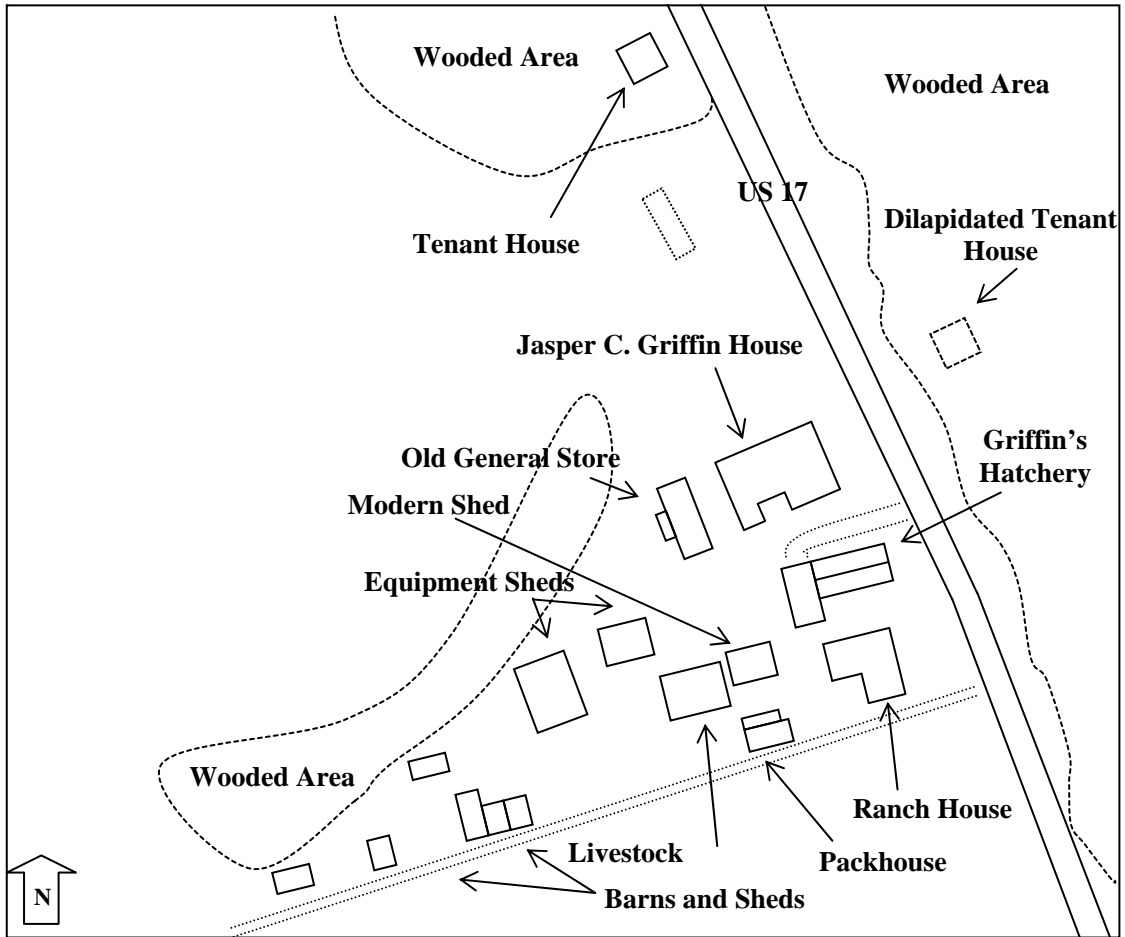 Wooded Area
Wooded Area
US 17
Dilapidated Tenant
House
Tenant House
Jasper C. Griffin House
Griffin's
Hatchery
Old General Store
Modern Shed
Equipment Sheds
Wooded Area
Ranch House
Livestock
Packhouse
Barns and Sheds
N